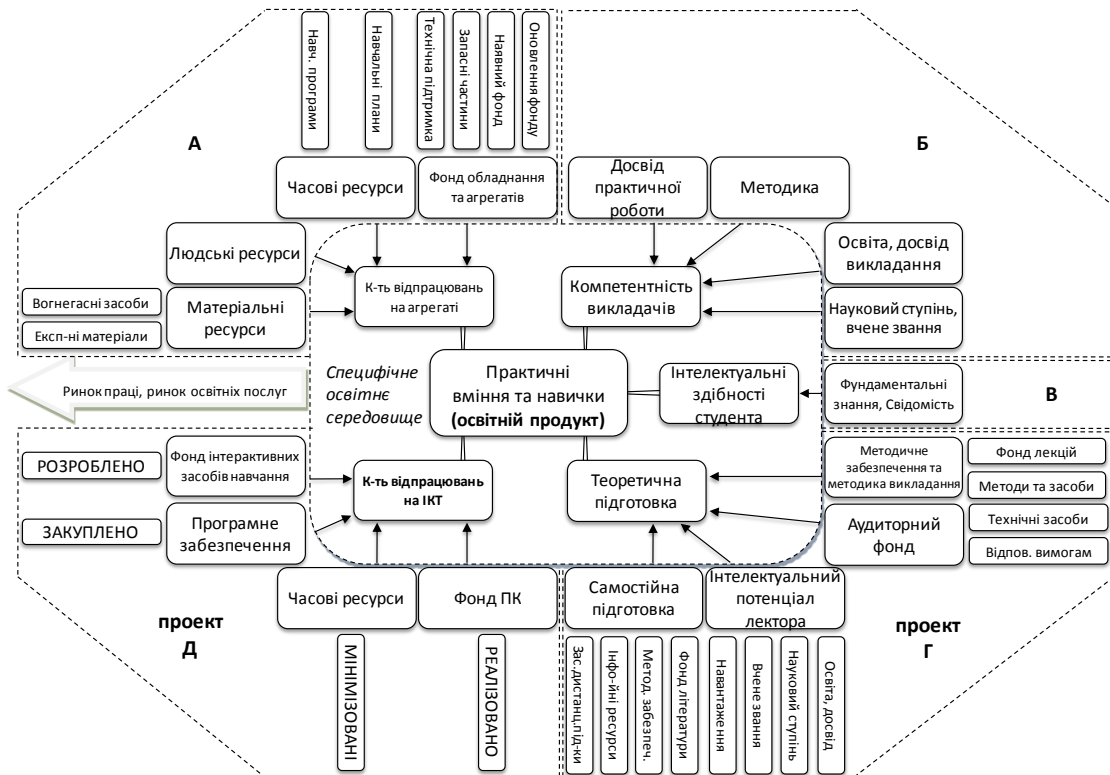 Навч. програми
Навчальні плани
Технічна підтримка
Запасні частини
Наявний фонд
Оновлення фонду
А
Б
Часові ресурси
Фонд обладнання
та агрегатів
Досвід
практичної
роботи
Методика
Людські ресурси
Освіта, досвід
викладання
К-ть відпрацювань
на агрегаті
Компетентність
викладачів
Вогнегасні засоби
Матеріальні
ресурси
Експ-ні матеріали
Науковий ступінь,
вчене звання
Ринок праці, ринок освітніх послуг
Специфічне
освітнє
середовище
Практичні
вміння та навички
(освітній продукт)
Інтелектуальні
здібності
студента
Фундаментальні
знання, Свідомість
В
РОЗРОБЛЕНО
Фонд інтерактивних
засобів навчання
К-ть відпрацювань
на ІКТ
Теоретична
підготовка
Методичне
забезпечення та
методика викладання
Фонд лекцій
Методи та засоби
ЗАКУПЛЕНО
Програмне
забезпечення
Аудиторний
фонд
Технічні засоби
Відпов. вимогам
Часові ресурси
Фонд ПК
Самостійна
підготовка
Інтелектуальний
потенціал
лектора
проект
Д
проект
Г
МІНІМІЗОВАНІ
РЕАЛІЗОВАНО
Зас.дистанц.під-ки
Інфо-йні ресурси
Метод. забезпеч.
Фонд літератури
Навантаження
Вчене звання
Науковий ступінь
Освіта, досвід